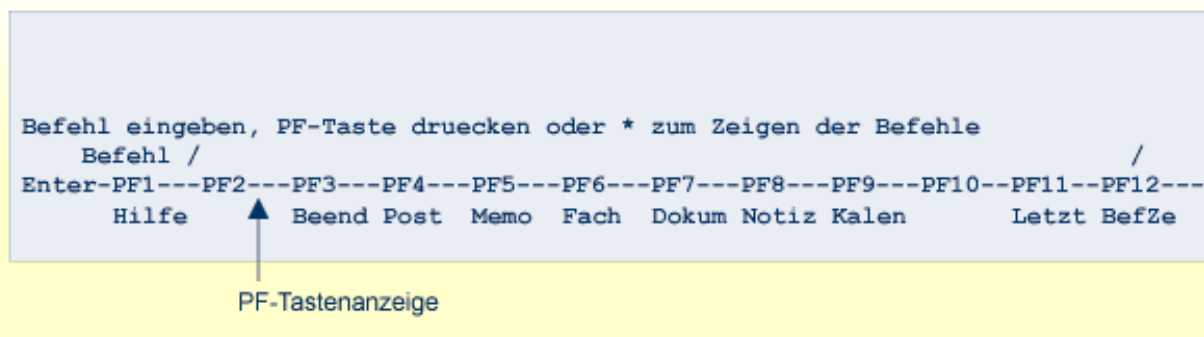 Befehl eingeben, PF-Taste druecken oder * zum Zeigen der Befehle
Befehl / /
Enter-PF1---PF2---PF3---PF4---PF5---PF6---PF7---PF8---PF9---PF10--PF11--PF12---
Hilfe Beend Post Memo Fach Dokum Notiz Kalen Letzt BefZe
PF-Tastenanzeige